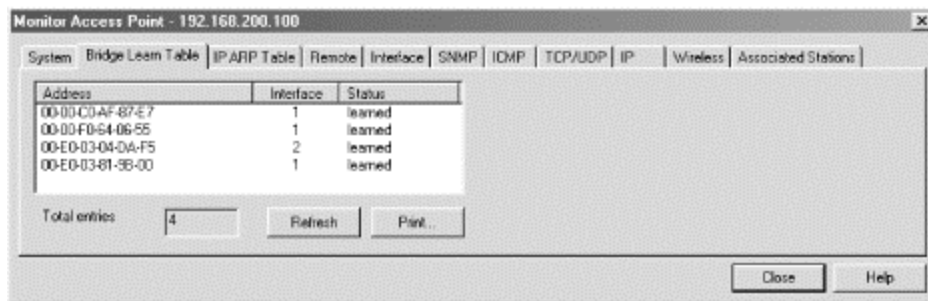 Monitor Access Point - 192.168.200.100
System Bridge Learn Table IP ARP Table Remote Interface SNMP ICMP TCP/UDP IP Wireless Associated Stations
Address Interface Status
00-00-C0-AF-87-E7 1 learned
00-00-F0-64-06-55 1 learned
00-E0-03-04-DA-F5 2 learned
00-E0-03-81-9B-00 1 learned
Total entries 4 Refresh Print...
Close Help